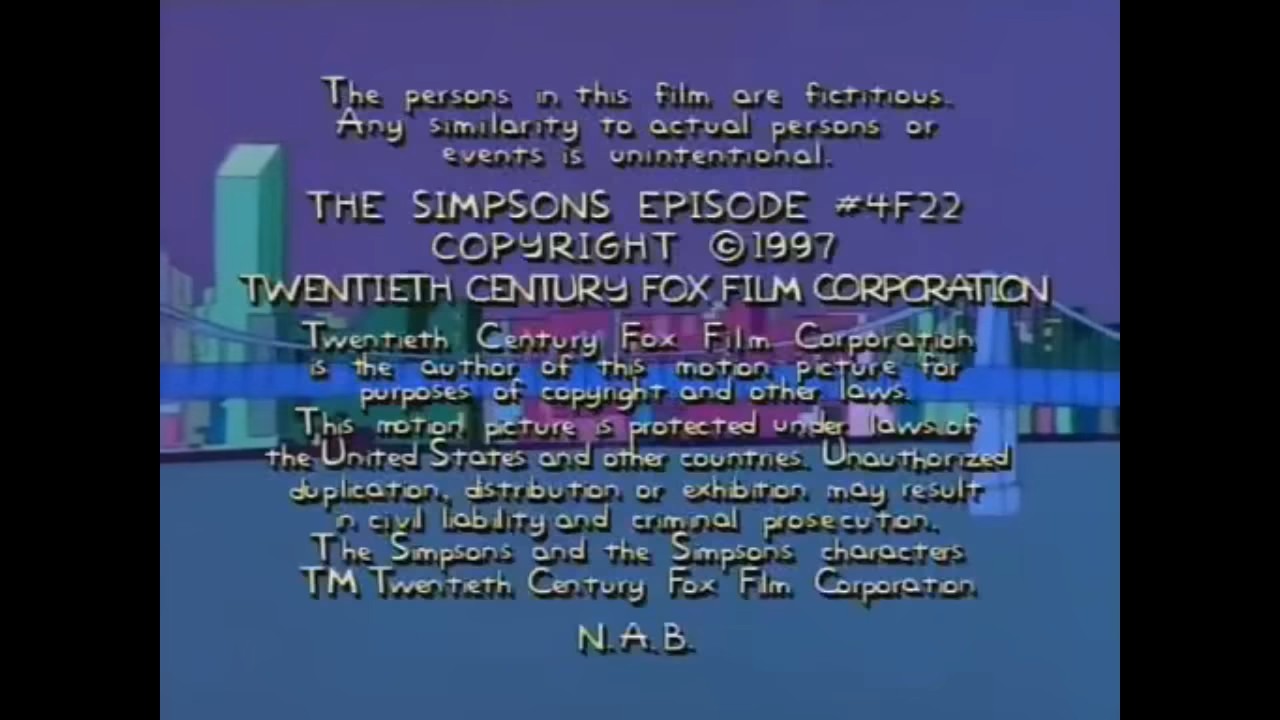 The persons in this film are fictitious.
Any similarity to actual persons or
events is unintentional.
THE SIMPSONS EPISODE #4F22
COPYRIGHT ©1997
TWENTIETH CENTURY FOX FILM CORPORATION
Twentieth Century Fox Film Corporation
is the author of this motion picture for
purposes of copyright and other laws.
This motion picture is protected under laws of
the United States and other countries. Unauthorized
duplication, distribution or exhibition may result
in civil liability and criminal prosecution.
The Simpsons and the Simpsons characters
TM Twentieth Century Fox Film Corporation
N.A.B.